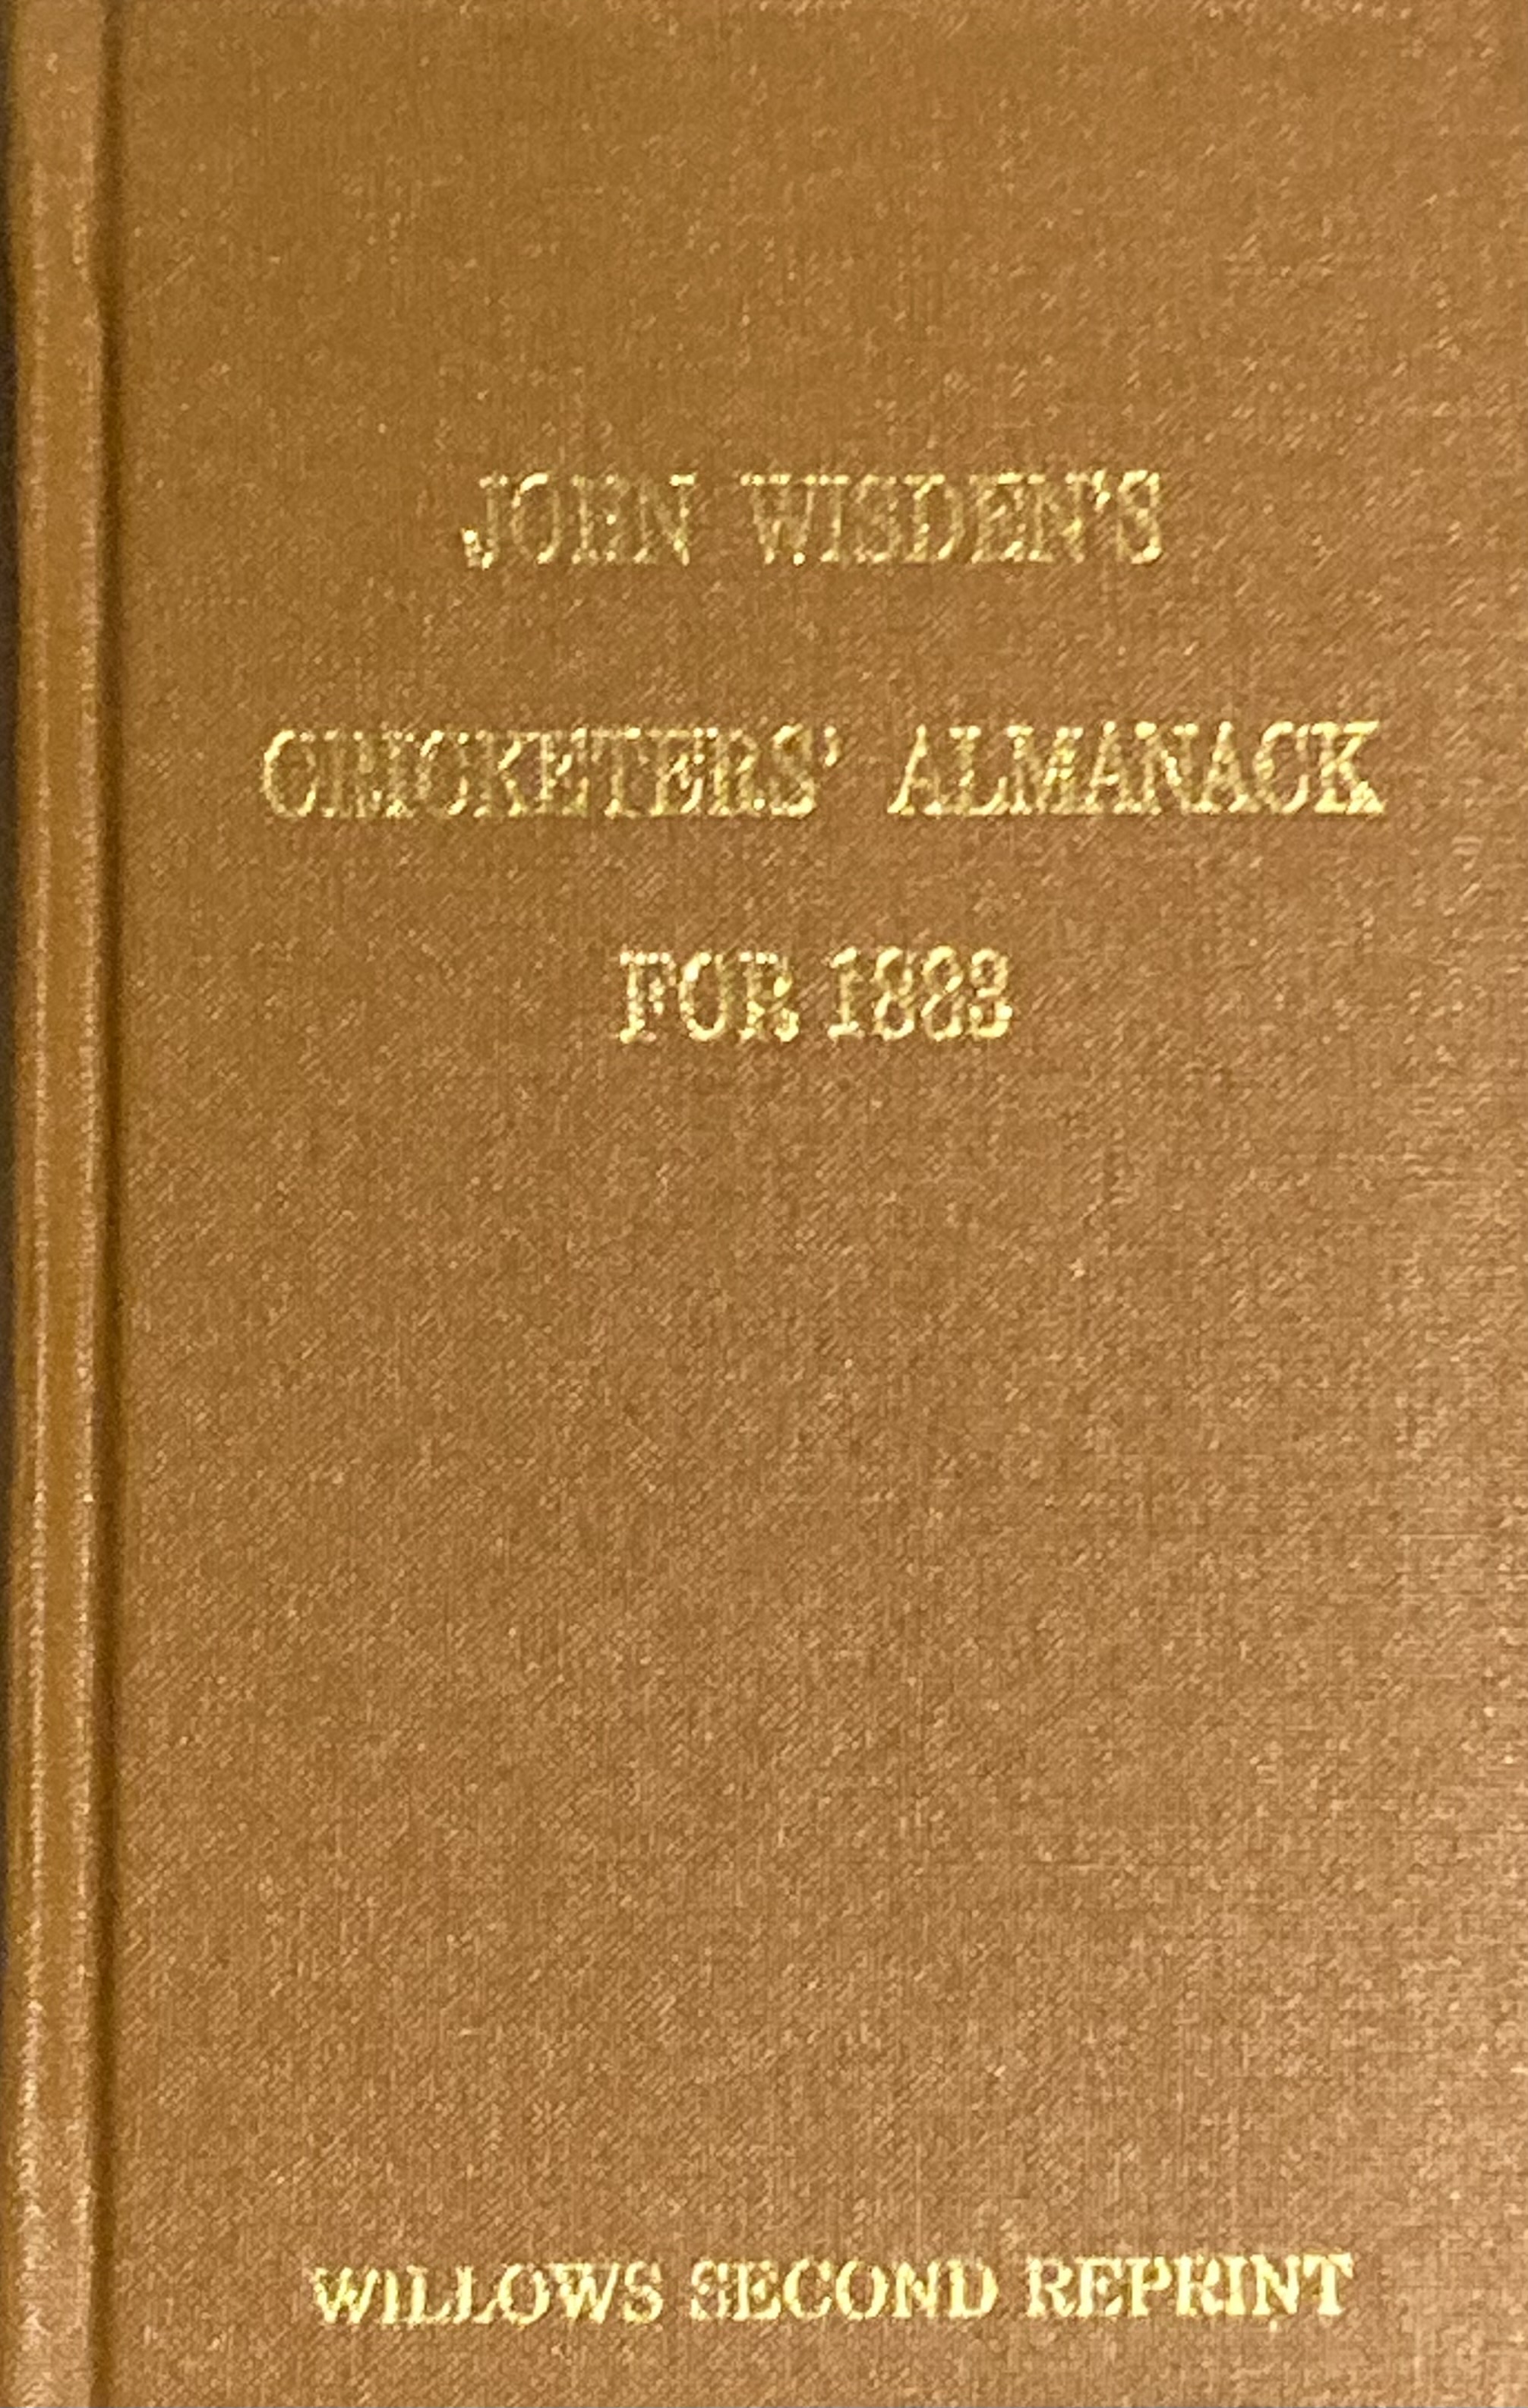 JOHN WISDEN'S
CRICKETERS' ALMANACK
FOR 1883
WILLOWS SECOND REPRINT